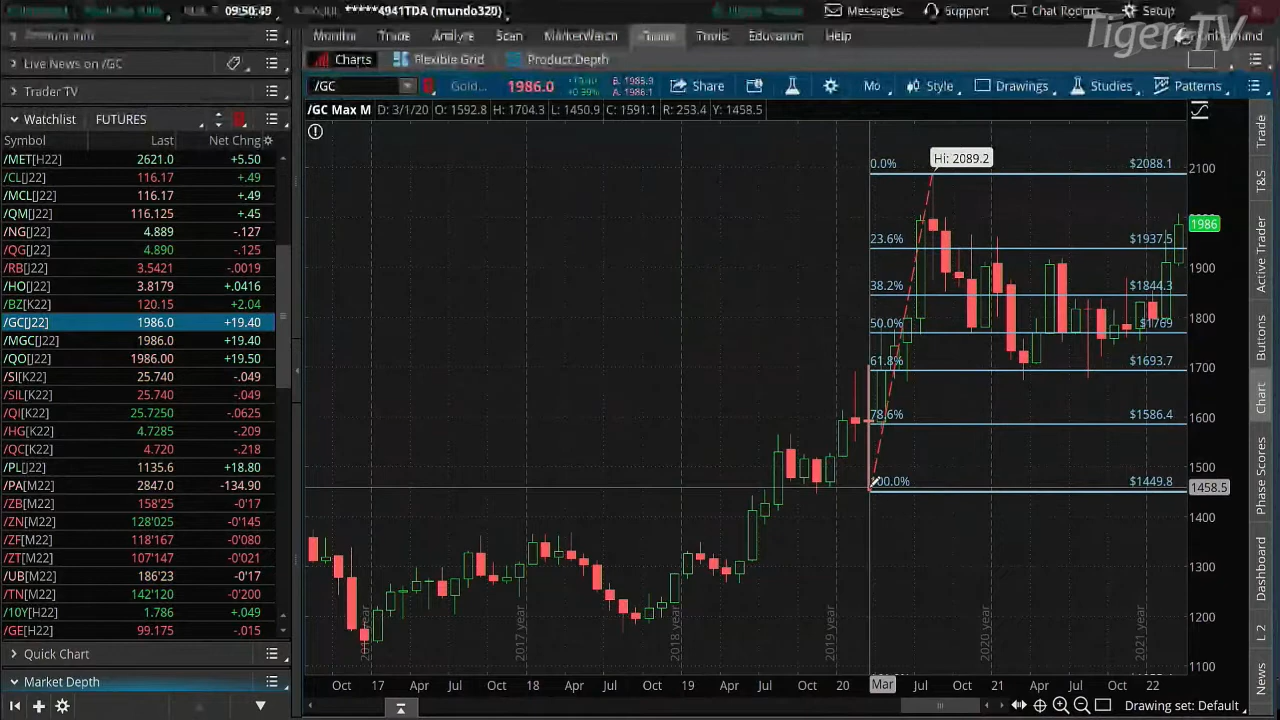 09:50:49
*****4941TDA (mundo320)
Messages
Support
Chat Rooms
Setup
TigerTV
Monitor Trade Analyze Scan MarketWatch Charts Tools Education Help
Live News on /GC
Trader TV
Watchlist FUTURES
Symbol Last Net Chng
/MET[H22] 2621.0 +5.50
/CL[J22] 116.17 +.49
/MCL[J22] 116.17 +.49
/QM[J22] 116.125 +.45
/NG[J22] 4.889 -.127
/QG[J22] 4.890 -.125
/RB[J22] 3.5421 -.0019
/HO[J22] 3.8179 +.0416
/BZ[K22] 120.15 +2.04
/GC[J22] 1986.0 +19.40
/MGC[J22] 1986.0 +19.40
/QO[J22] 1986.00 +19.50
/SI[K22] 25.740 -.049
/SIL[K22] 25.740 -.049
/QI[K22] 25.7250 -.0625
/HG[K22] 4.7285 -.209
/QC[K22] 4.720 -.218
/PL[J22] 1135.6 +18.80
/PA[M22] 2847.0 -134.90
/ZB[M22] 158'25 -0'17
/ZN[M22] 128'025 -0'145
/ZF[M22] 118'167 -0'080
/ZT[M22] 107'147 -0'021
/UB[M22] 186'23 -0'17
/TN[M22] 142'120 -0'200
/10Y[H22] 1.786 +.049
/GE[H22] 99.175 -.015
Quick Chart
Market Depth
Charts Flexible Grid Product Depth
/GC Gold... 1986.0 +19.40 +0.99% B: 1985.9 A: 1986.1 Share Mo Style Drawings Studies Patterns
/GC Max M D: 3/1/20 O: 1592.8 H: 1704.3 L: 1450.9 C: 1591.1 R: 253.4 Y: 1458.5
Hi: 2089.2
0.0% $2088.1
23.6% $1937.5
38.2% $1844.3
50.0% $1769
61.8% $1693.7
78.6% $1586.4
100.0% $1449.8
2100
1986
1900
1800
1700
1600
1500
1458.5
1400
1300
1200
1100
2017 year
2018 year
2019 year
2020 year
2021 year
Oct 17 Apr Jul Oct 18 Apr Jul Oct 19 Apr Jul Oct 20 Mar Jul Oct 21 Apr Jul Oct 22
Drawing set: Default
Trade
T&S
Active Trader
Buttons
Chart
Phase Scores
Dashboard
L 2
News